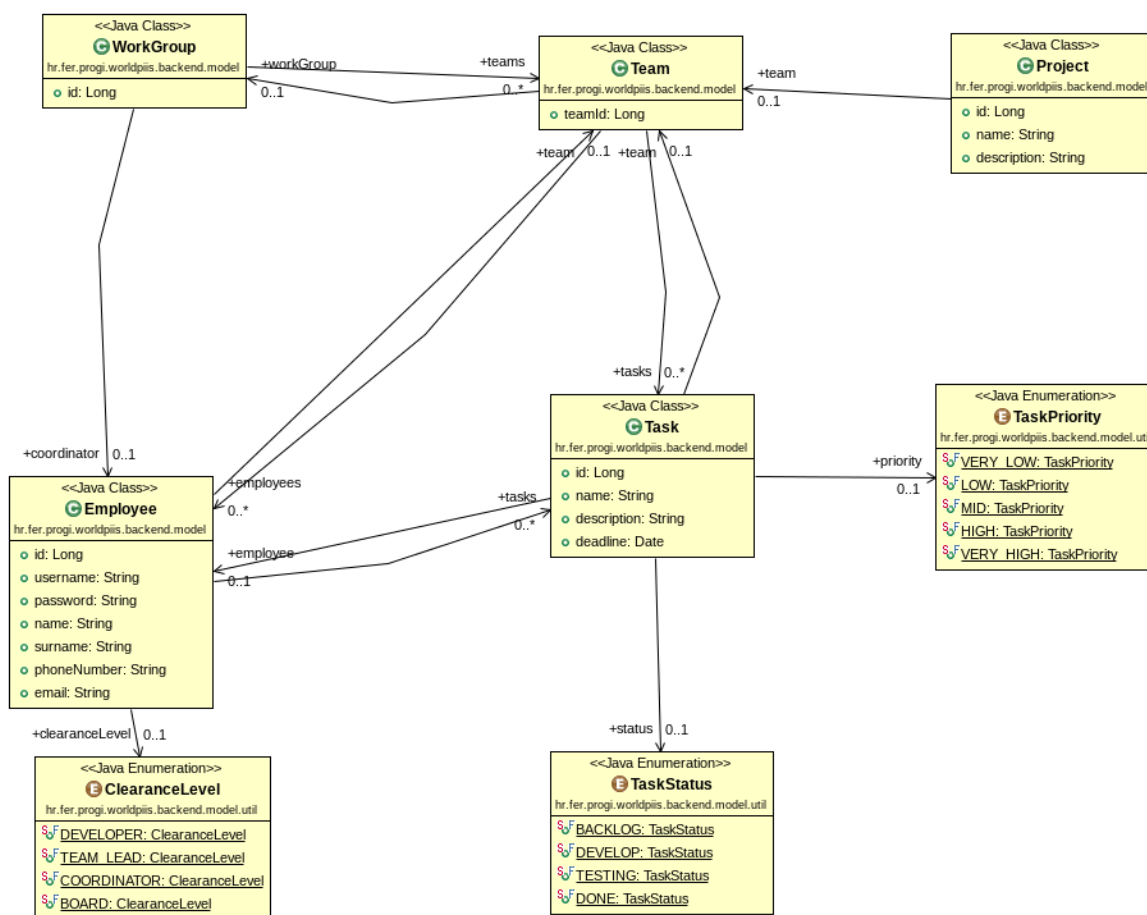 <<Java Class>>
WorkGroup
hr.fer.progi.worldpiis.backend.model
id: Long
+workGroup
0..1
+teams
0..*
<<Java Class>>
Team
hr.fer.progi.worldpiis.backend.model
teamId: Long
+team
0..1
<<Java Class>>
Project
hr.fer.progi.worldpiis.backend.model
id: Long
name: String
description: String
+team
0..1
+team
0..1
+tasks
0..*
+coordinator
0..1
<<Java Class>>
Employee
hr.fer.progi.worldpiis.backend.model
id: Long
username: String
password: String
name: String
surname: String
phoneNumber: String
email: String
+employees
0..*
+tasks
0..*
+employee
0..1
<<Java Class>>
Task
hr.fer.progi.worldpiis.backend.model
id: Long
name: String
description: String
deadline: Date
+priority
0..1
<<Java Enumeration>>
TaskPriority
hr.fer.progi.worldpiis.backend.model.util
VERY_LOW: TaskPriority
LOW: TaskPriority
MID: TaskPriority
HIGH: TaskPriority
VERY_HIGH: TaskPriority
+clearanceLevel
0..1
<<Java Enumeration>>
ClearanceLevel
hr.fer.progi.worldpiis.backend.model.util
DEVELOPER: ClearanceLevel
TEAM_LEAD: ClearanceLevel
COORDINATOR: ClearanceLevel
BOARD: ClearanceLevel
+status
0..1
<<Java Enumeration>>
TaskStatus
hr.fer.progi.worldpiis.backend.model.util
BACKLOG: TaskStatus
DEVELOP: TaskStatus
TESTING: TaskStatus
DONE: TaskStatus